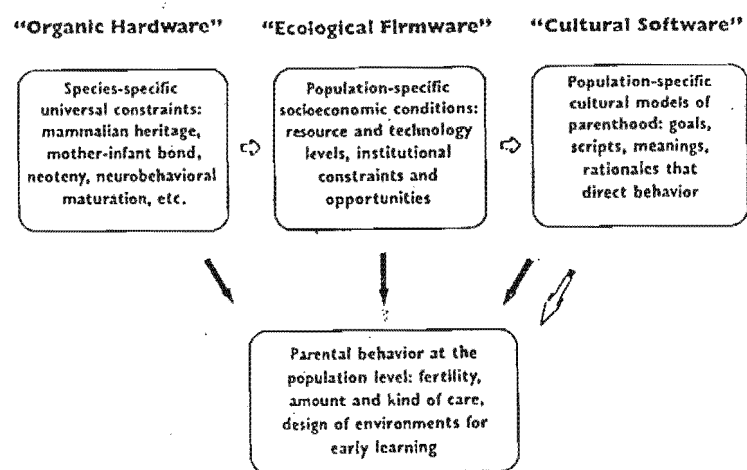 “Organic Hardware”
“Ecological Firmware”
“Cultural Software”
Species-specific
universal constraints:
mammalian heritage,
mother-infant bond,
neoteny, neurobehavioral
maturation, etc.
Population-specific
socioeconomic conditions:
resource and technology
levels, institutional
constraints and
opportunities
Population-specific
cultural models of
parenthood: goals,
scripts, meanings,
rationales that
direct behavior
Parental behavior at the
population level: fertility,
amount and kind of care,
design of environments for
early learning